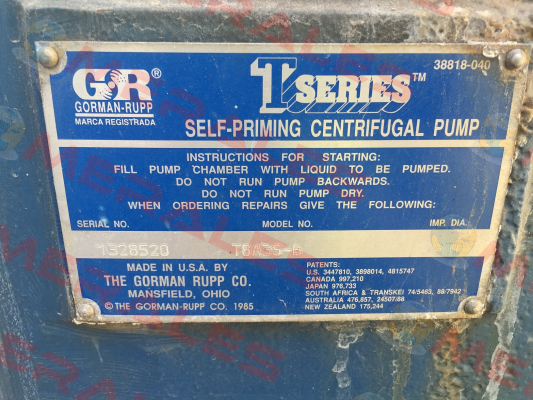 38818-040
GR®
GORMAN-RUPP
MARCA REGISTRADA
T SERIES™
SELF-PRIMING CENTRIFUGAL PUMP
INSTRUCTIONS FOR STARTING:
FILL PUMP CHAMBER WITH LIQUID TO BE PUMPED.
DO NOT RUN PUMP BACKWARDS.
DO NOT RUN PUMP DRY.
WHEN ORDERING REPAIRS GIVE THE FOLLOWING:
SERIAL NO. MODEL NO. IMP. DIA.
1328520
MADE IN U.S.A. BY
THE GORMAN RUPP CO.
MANSFIELD, OHIO
© THE GORMAN-RUPP CO. 1985
PATENTS:
U.S. 3447810, 3898014, 4815747
CANADA 997,210
JAPAN 976,733
SOUTH AFRICA & TRANSKEI 74/5463, 88/7942
AUSTRALIA 476,857, 24507/88
NEW ZEALAND 175,244